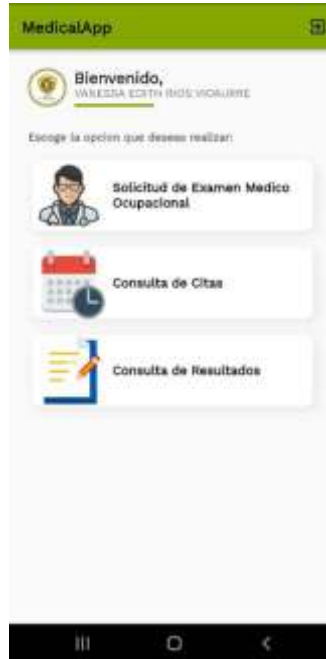 MedicalApp
Bienvenido,
VANESSA EDITH RIOS VIDAURRE
Escoge la opcion que deseas realizar:
Solicitud de Examen Medico
Ocupacional
Consulta de Citas
Consulta de Resultados